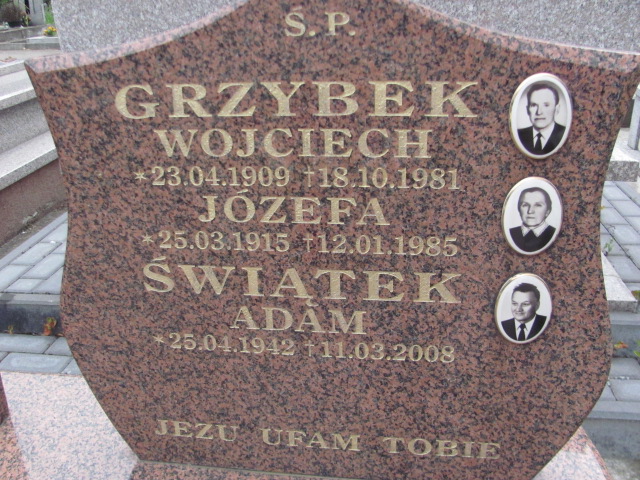 Ś.P.
GRZYBEK
WOJCIECH
*23.04.1909 †18.10.1981
JÓZEFA
*25.03.1915 †12.01.1985
ŚWIĄTEK
ADAM
*25.04.1942 †11.03.2008
JEZU UFAM TOBIE